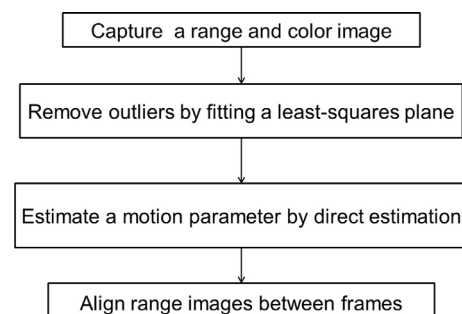 Capture a range and color image
Remove outliers by fitting a least-squares plane
Estimate a motion parameter by direct estimation
Align range images between frames